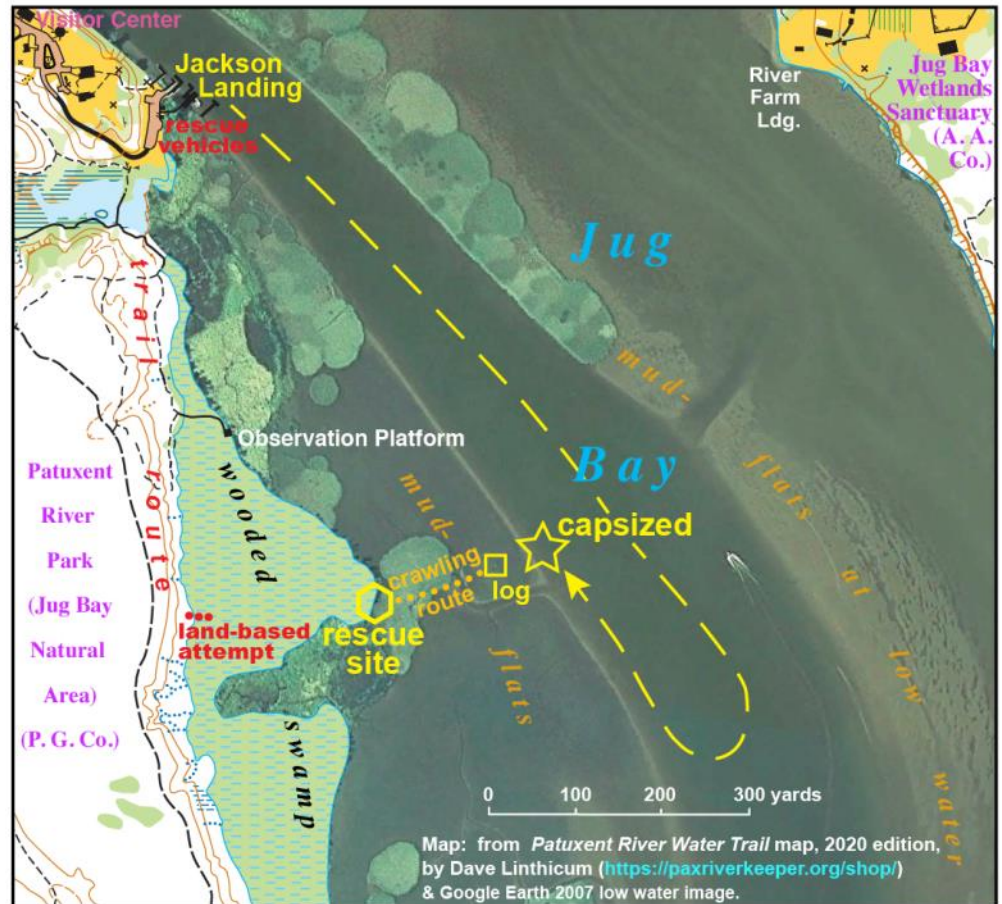 Visitor Center
Jackson
Landing
rescue
vehicles
River
Farm
Ldg.
Jug Bay
Wetlands
Sanctuary
(A. A.
Co.)
Jug
Bay
trail
route
Observation Platform
Patuxent
River
Park
(Jug Bay
Natural
Area)
(P. G. Co.)
wooded
swamp
mud-
flats
mud-
flats
at
low
water
capsized
log
crawling
route
rescue
site
land-based
attempt
0 100 200 300 yards
Map: from Patuxent River Water Trail map, 2020 edition,
by Dave Linthicum (https://paxriverkeeper.org/shop/)
& Google Earth 2007 low water image.